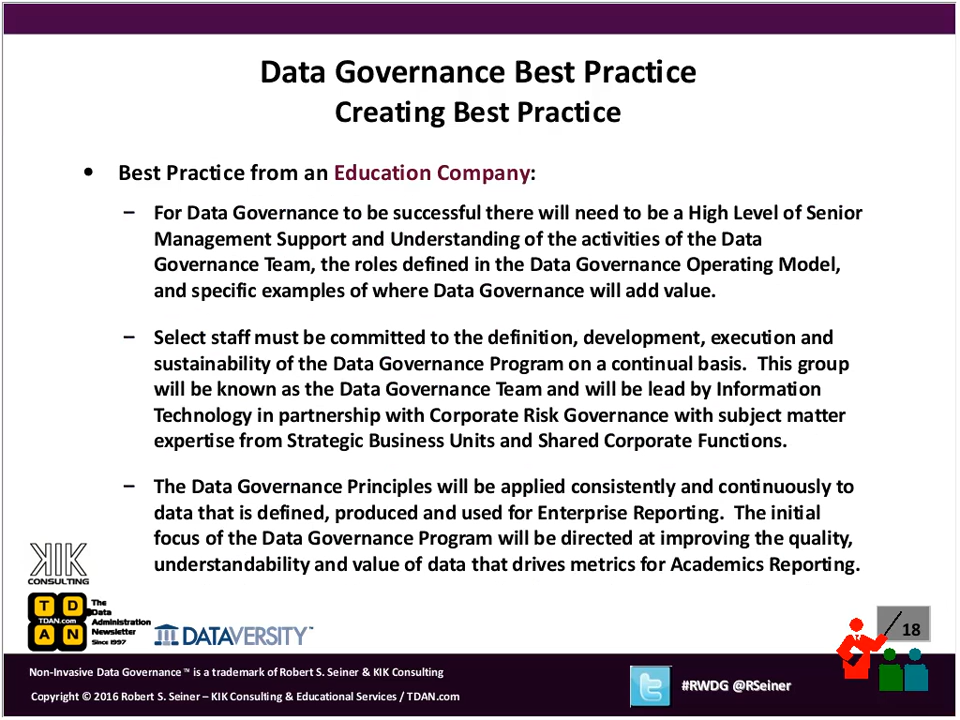 Data Governance Best Practice
Creating Best Practice
• Best Practice from an Education Company:
– For Data Governance to be successful there will need to be a High Level of Senior
Management Support and Understanding of the activities of the Data
Governance Team, the roles defined in the Data Governance Operating Model,
and specific examples of where Data Governance will add value.
– Select staff must be committed to the definition, development, execution and
sustainability of the Data Governance Program on a continual basis.  This group
will be known as the Data Governance Team and will be lead by Information
Technology in partnership with Corporate Risk Governance with subject matter
expertise from Strategic Business Units and Shared Corporate Functions.
– The Data Governance Principles will be applied consistently and continuously to
data that is defined, produced and used for Enterprise Reporting.  The initial
focus of the Data Governance Program will be directed at improving the quality,
understandability and value of data that drives metrics for Academics Reporting.
KIK
CONSULTING
T D
TDAN.com
A N
The
Data
Administration
Newsletter
Since 1997
DATAVERSITY™
18
Non-Invasive Data Governance™ is a trademark of Robert S. Seiner & KIK Consulting
Copyright © 2016 Robert S. Seiner – KIK Consulting & Educational Services / TDAN.com
#RWDG @RSeiner